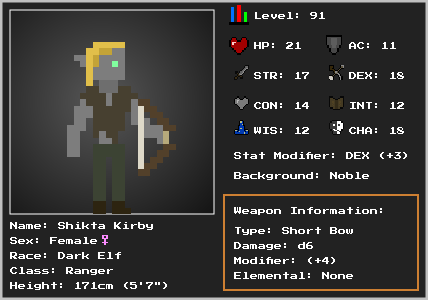 Level: 91
HP: 21
AC: 11
STR: 17
DEX: 18
CON: 14
INT: 12
WIS: 12
CHA: 18
Stat Modifier: DEX (+3)
Background: Noble
Name: Shikta Kirby
Sex: Female♀
Race: Dark Elf
Class: Ranger
Height: 171cm (5'7")
Weapon Information:
Type: Short Bow
Damage: d6
Modifier: (+4)
Elemental: None